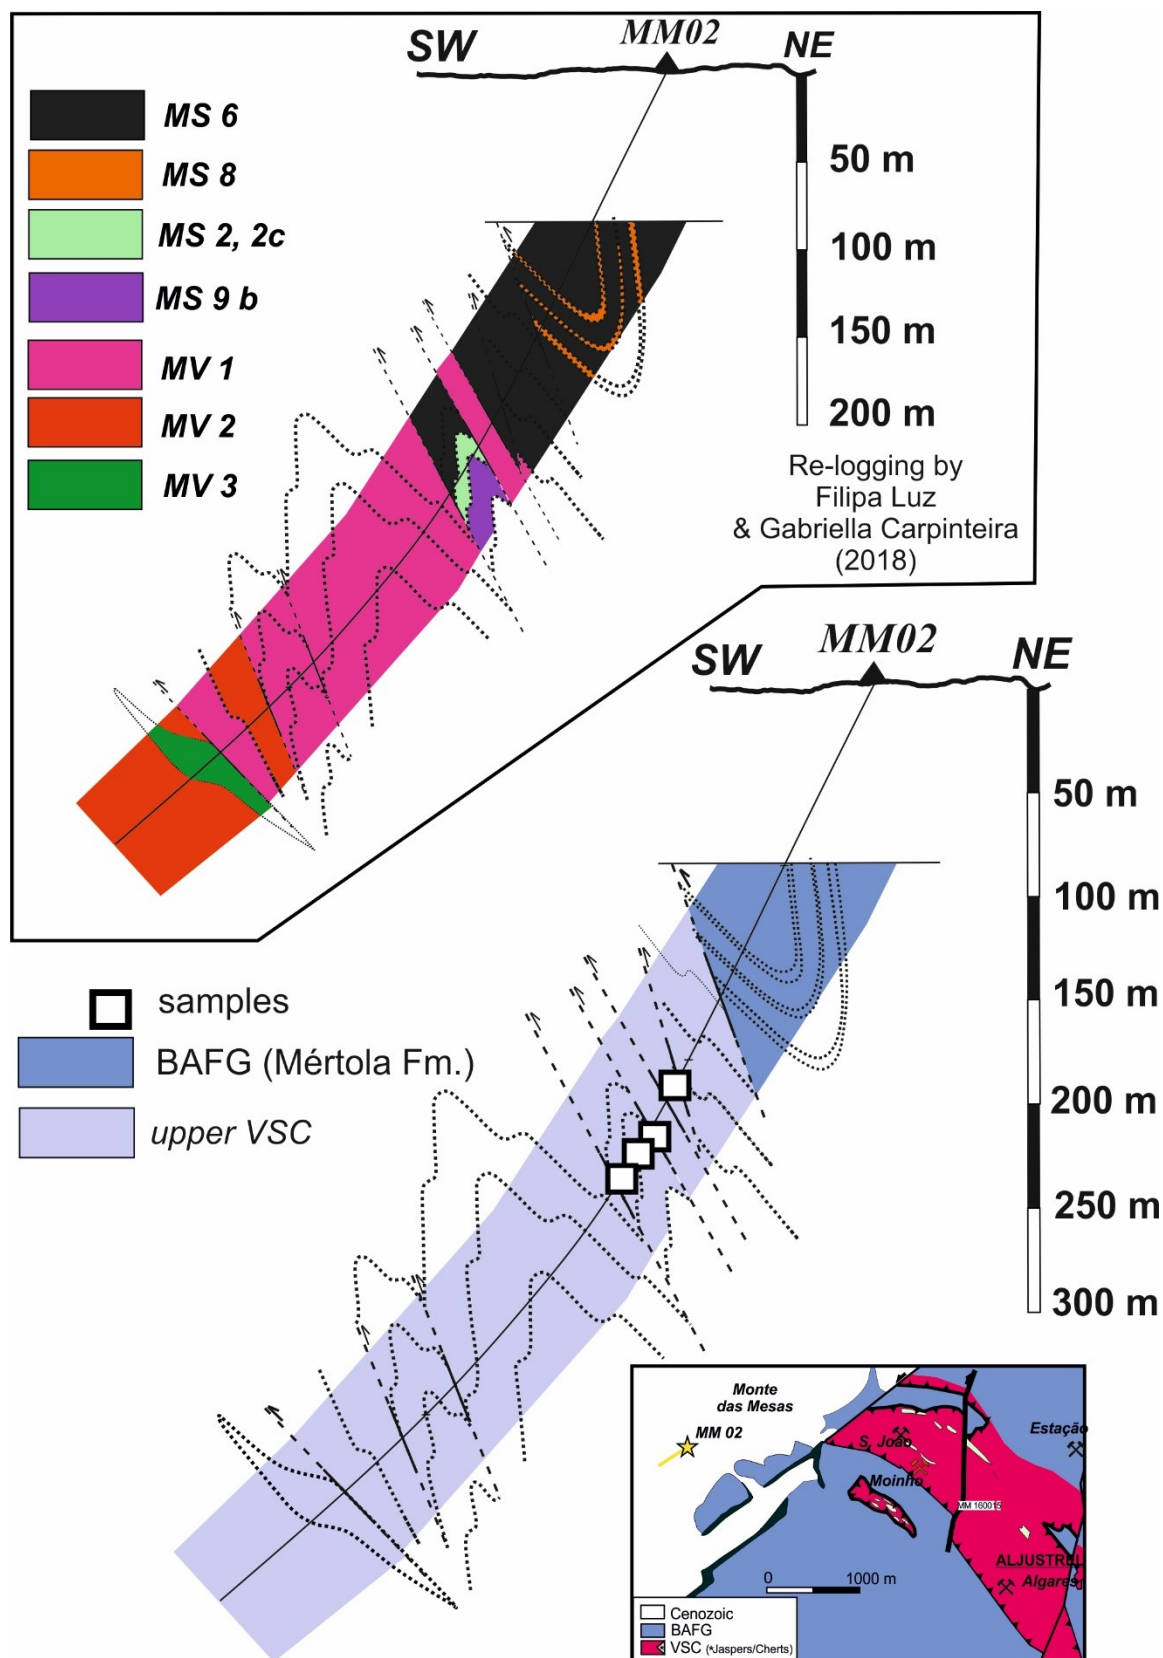 SW
MM02
NE
MS 6
MS 8
MS 2, 2c
MS 9 b
MV 1
MV 2
MV 3
50 m
100 m
150 m
200 m
Re-logging by
Filipa Luz
& Gabriella Carpinteira
(2018)
SW
MM02
NE
50 m
100 m
150 m
200 m
250 m
300 m
samples
BAFG (Mértola Fm.)
upper VSC
Monte
das Mesas
MM 02
S. João
Moinho
Estação
MM 160015
ALJUSTREL
Algares
0 1000 m
Cenozoic
BAFG
VSC (*Jaspers/Cherts)